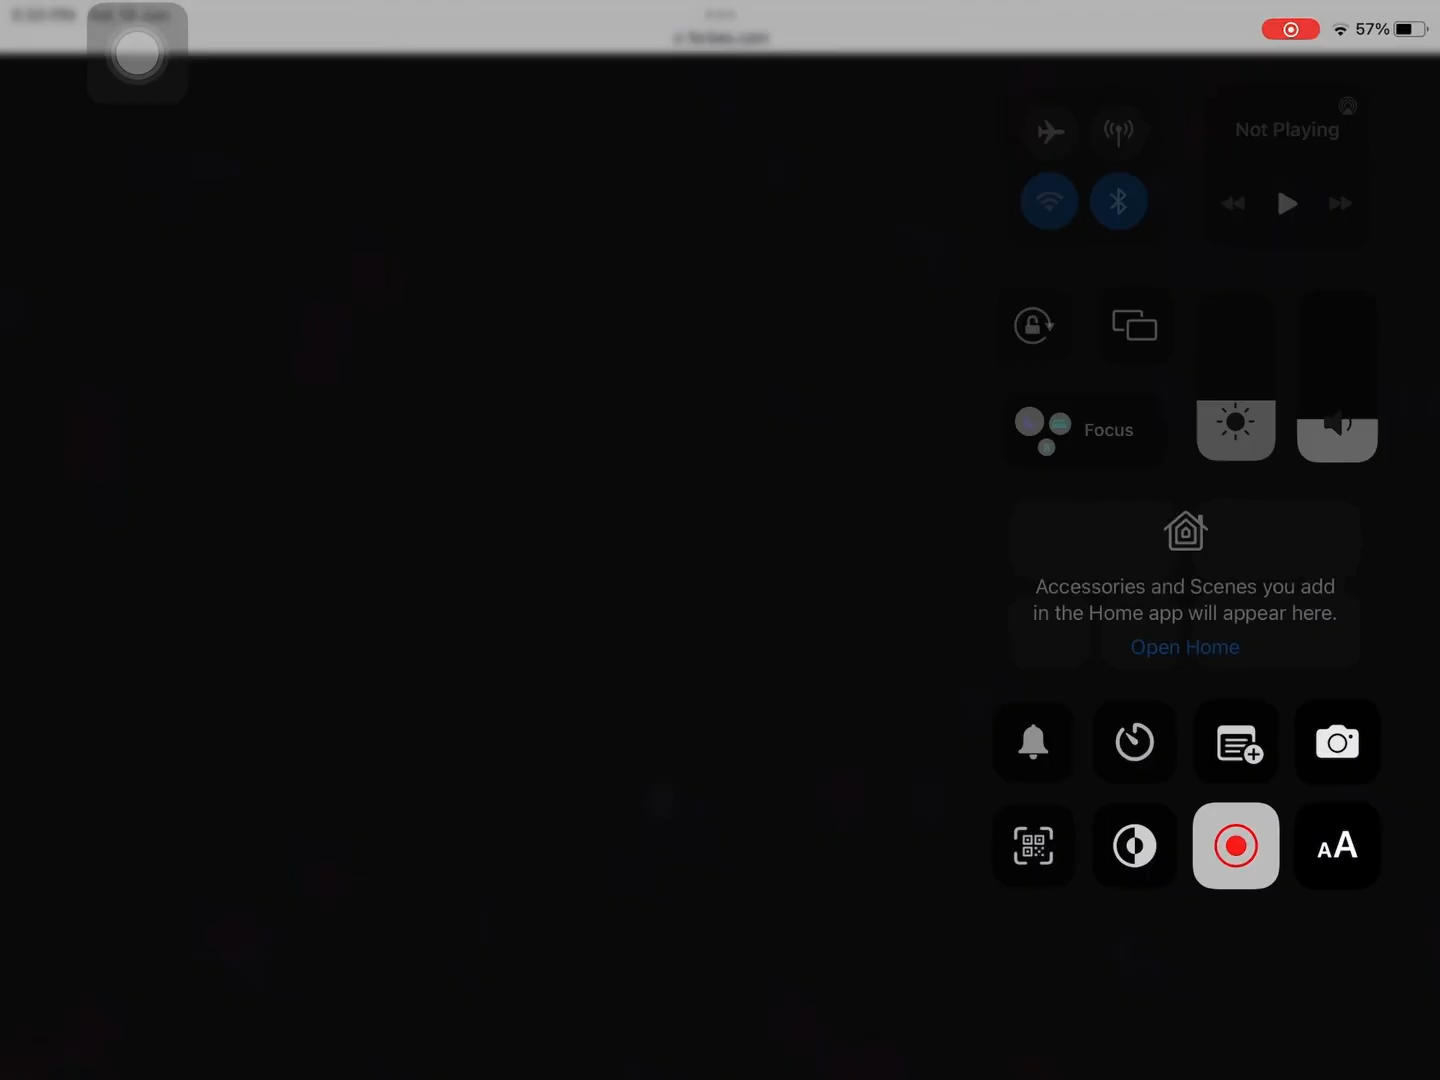 57%
Not Playing
Focus
Accessories and Scenes you add
in the Home app will appear here.
Open Home
AA